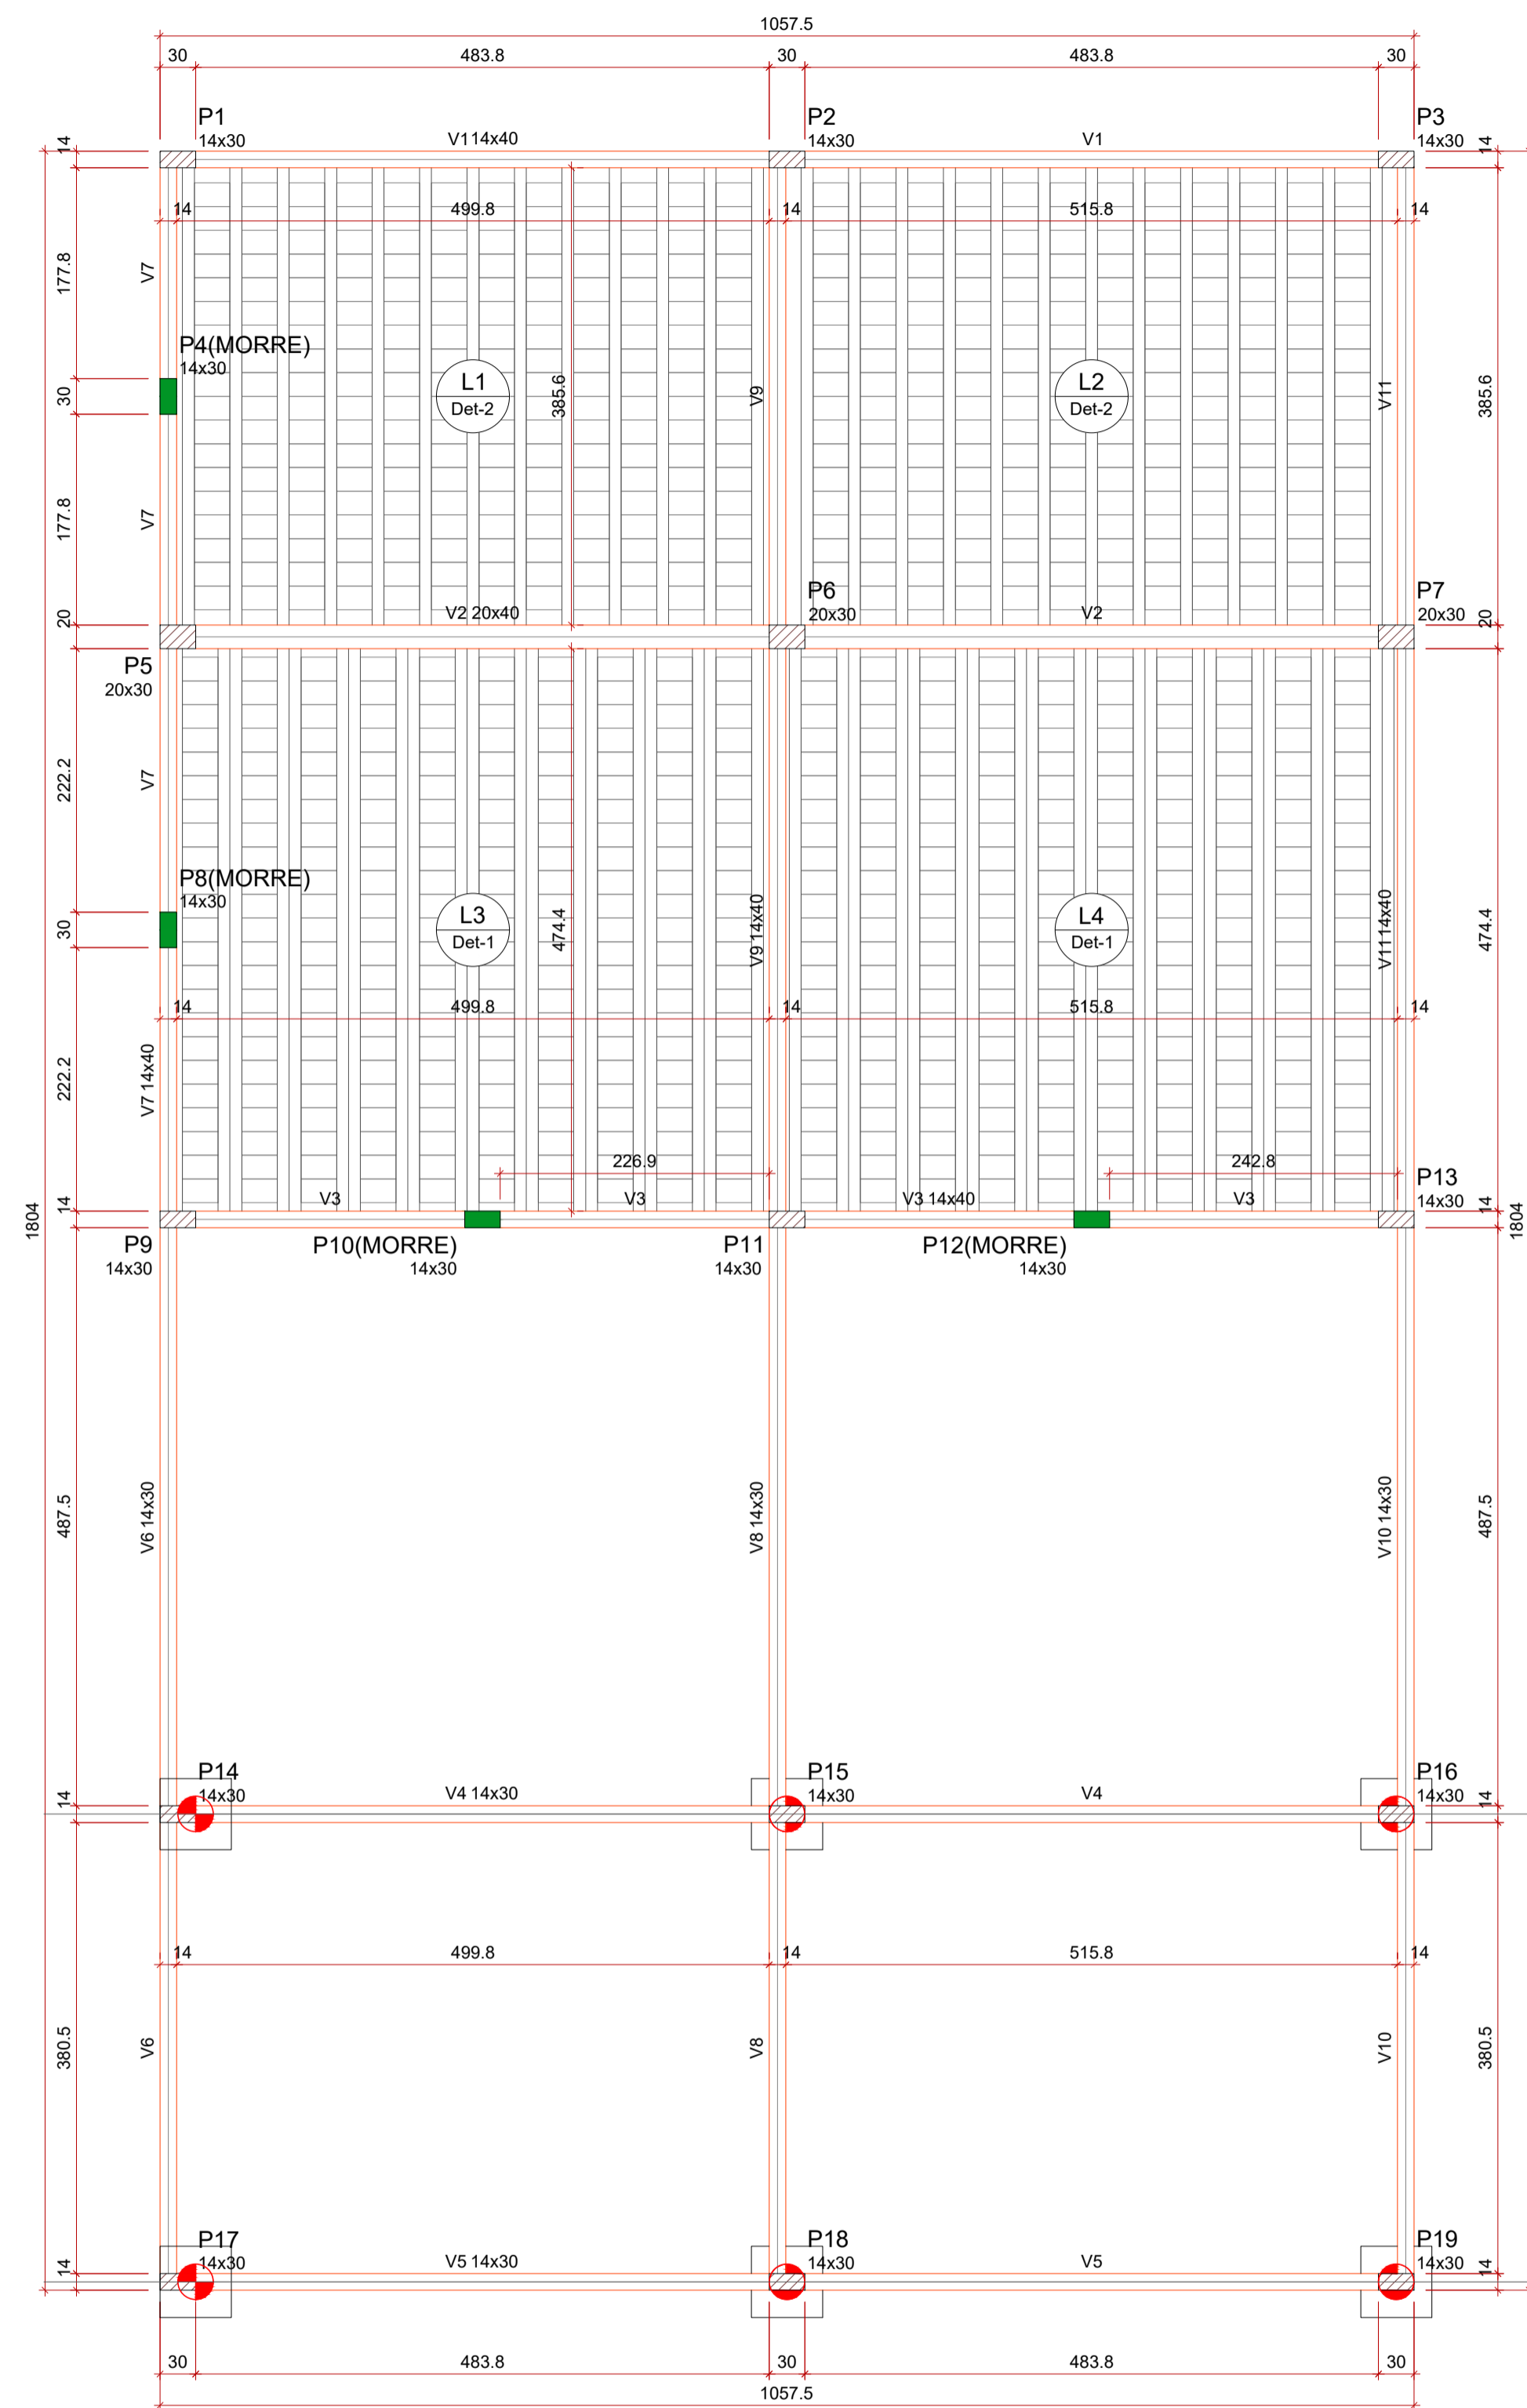 1057.5
30 483.8 30 483.8 30
P1
14x30
V1 14x40
P2
14x30
V1
P3
14x30
14
14
14 499.8 14 515.8 14
177.8
V7
P4(MORRE)
14x30
30
L1
Det-2
385.6
V9
L2
Det-2
V11
385.6
177.8
V7
20
V2 20x40
P6
20x30
V2
P7
20x30
20
P5
20x30
222.2
V7
P8(MORRE)
14x30
30
L3
Det-1
474.4
V9 14x40
L4
Det-1
V11 14x40
474.4
14 499.8 14 515.8 14
222.2
V7 14x40
226.9
242.8
14
V3
V3
V3 14x40
V3
P13
14x30
14
1804
1804
P9
14x30
P10(MORRE)
14x30
P11
14x30
P12(MORRE)
14x30
487.5
V6 14x30
V8 14x30
V10 14x30
487.5
P14
14x30
V4 14x30
P15
14x30
V4
P16
14x30
14
14
14 499.8 14 515.8 14
380.5
V6
V8
V10
380.5
P17
14x30
V5 14x30
P18
14x30
V5
P19
14x30
14
14
30 483.8 30 483.8 30
1057.5